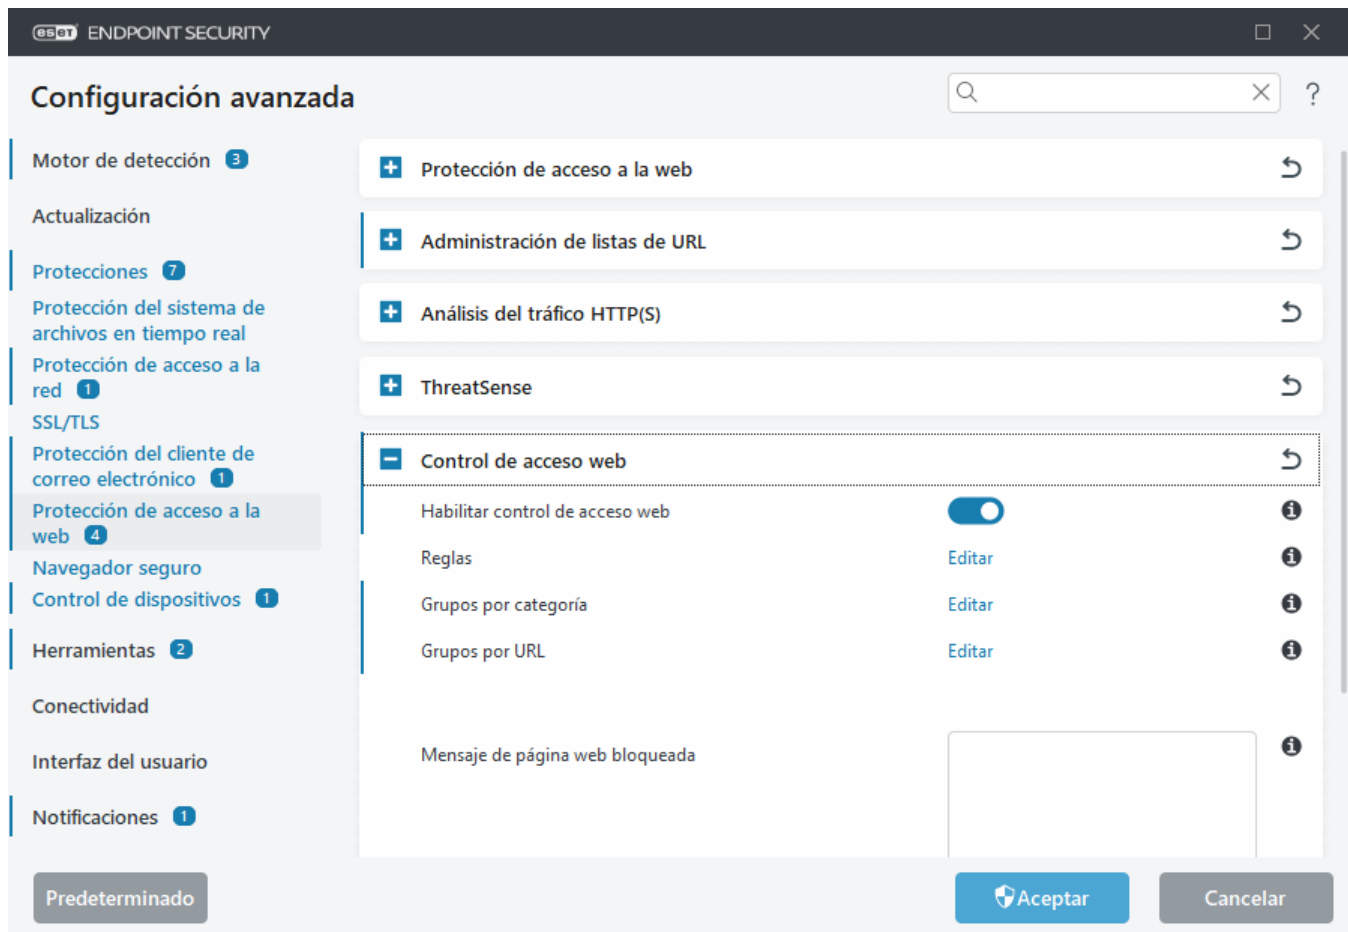 eset ENDPOINT SECURITY
Configuración avanzada
?
Motor de detección 3
Actualización
Protecciones 7
Protección del sistema de
archivos en tiempo real
Protección de acceso a la
red 1
SSL/TLS
Protección del cliente de
correo electrónico 1
Protección de acceso a la
web 4
Navegador seguro
Control de dispositivos 1
Herramientas 2
Conectividad
Interfaz del usuario
Notificaciones 1
Protección de acceso a la web
Administración de listas de URL
Análisis del tráfico HTTP(S)
ThreatSense
Control de acceso web
Habilitar control de acceso web
Reglas Editar
Grupos por categoría Editar
Grupos por URL Editar
Mensaje de página web bloqueada
Predeterminado
Aceptar
Cancelar